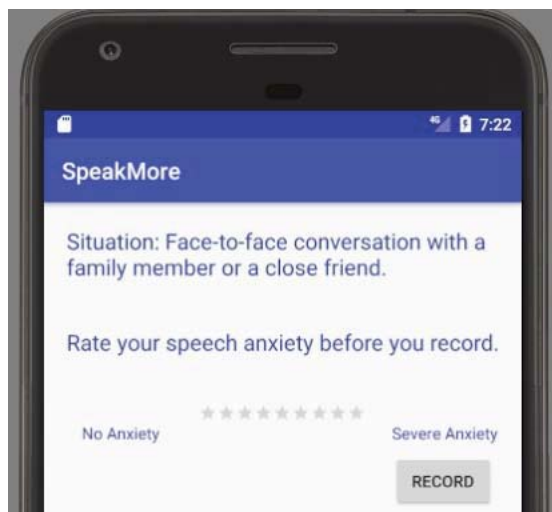 4G 7:22
SpeakMore
Situation: Face-to-face conversation with a
family member or a close friend.
Rate your speech anxiety before you record.
No Anxiety Severe Anxiety
RECORD